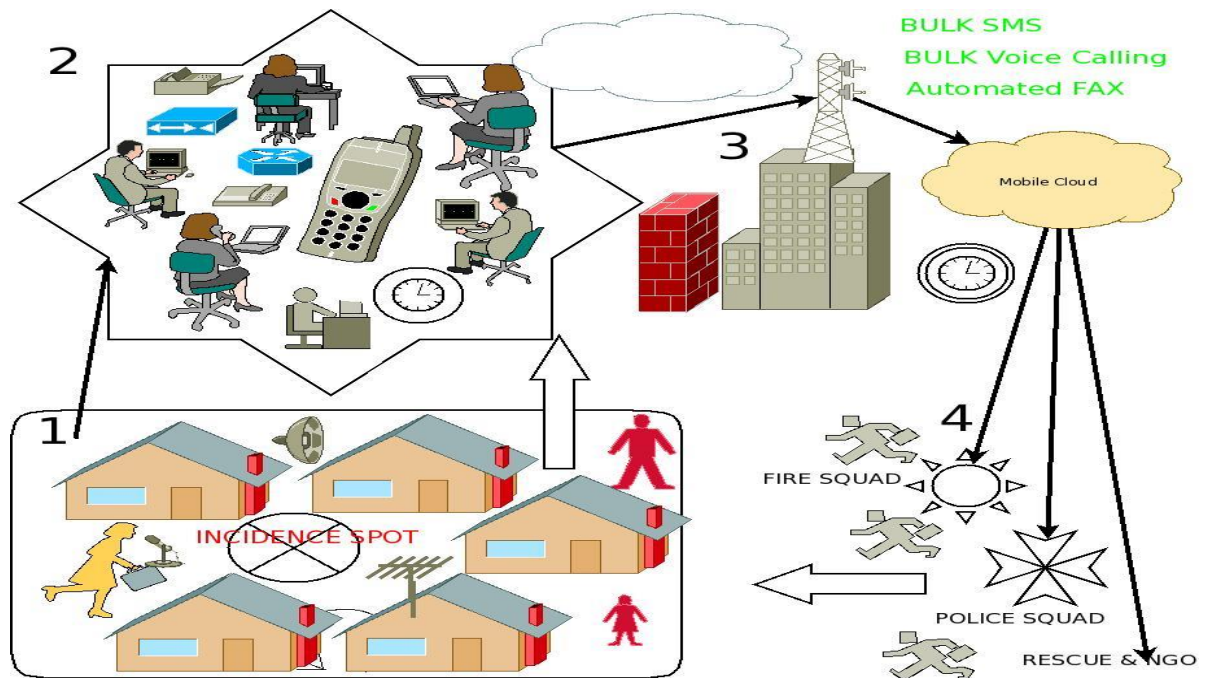 2
BULK SMS
BULK Voice Calling
Automated FAX
3
Mobile Cloud
1
INCIDENCE SPOT
4
FIRE SQUAD
POLICE SQUAD
RESCUE & NGO